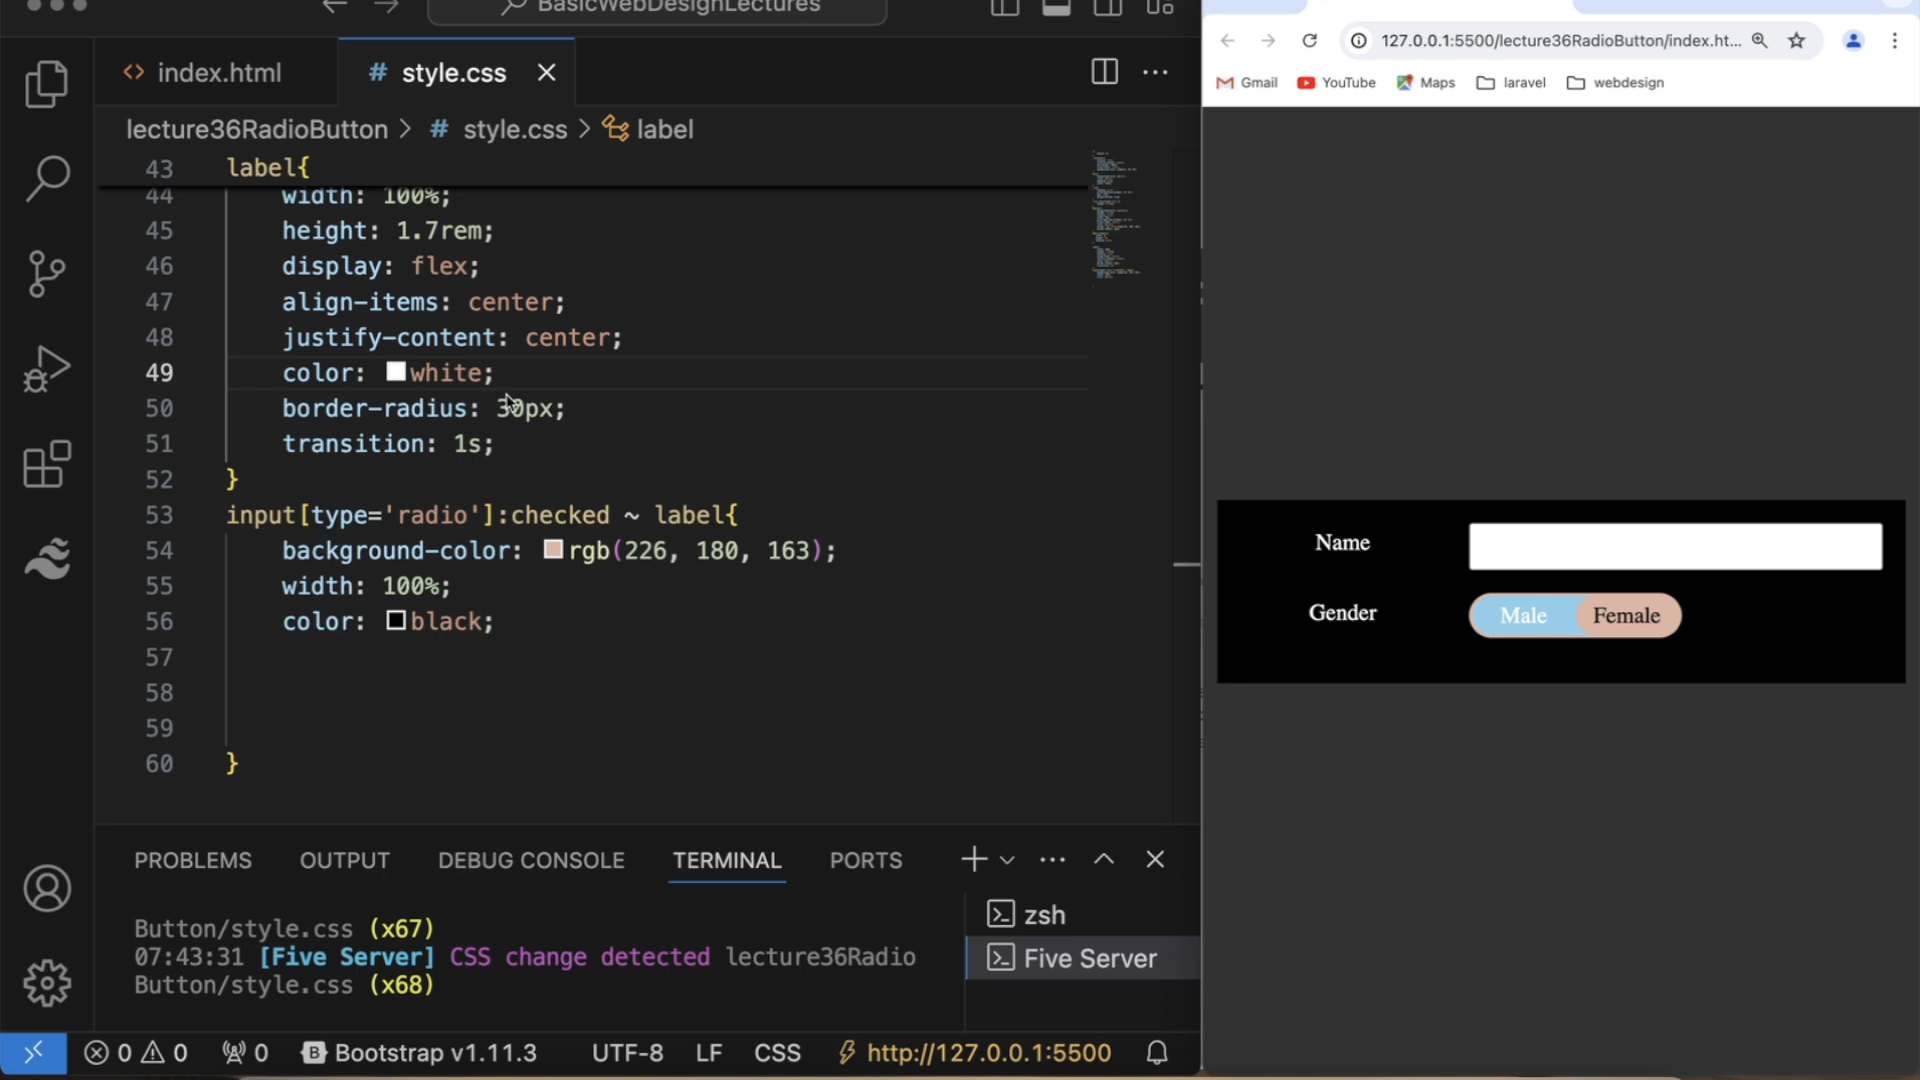 BasicWebDesignLectures
index.html
# style.css
lecture36RadioButton > # style.css > label
43 label{
44 width: 100%;
45 height: 1.7rem;
46 display: flex;
47 align-items: center;
48 justify-content: center;
49 color: white;
50 border-radius: 30px;
51 transition: 1s;
52 }
53 input[type='radio']:checked ~ label{
54 background-color: rgb(226, 180, 163);
55 width: 100%;
56 color: black;
57
58
59
60 }
PROBLEMS OUTPUT DEBUG CONSOLE TERMINAL PORTS
Button/style.css (x67)
07:43:31 [Five Server] CSS change detected lecture36Radio
Button/style.css (x68)
zsh
Five Server
0 0 0 Bootstrap v1.11.3 UTF-8 LF CSS http://127.0.0.1:5500
127.0.0.1:5500/lecture36RadioButton/index.ht...
Gmail YouTube Maps laravel webdesign
Name
Gender Male Female